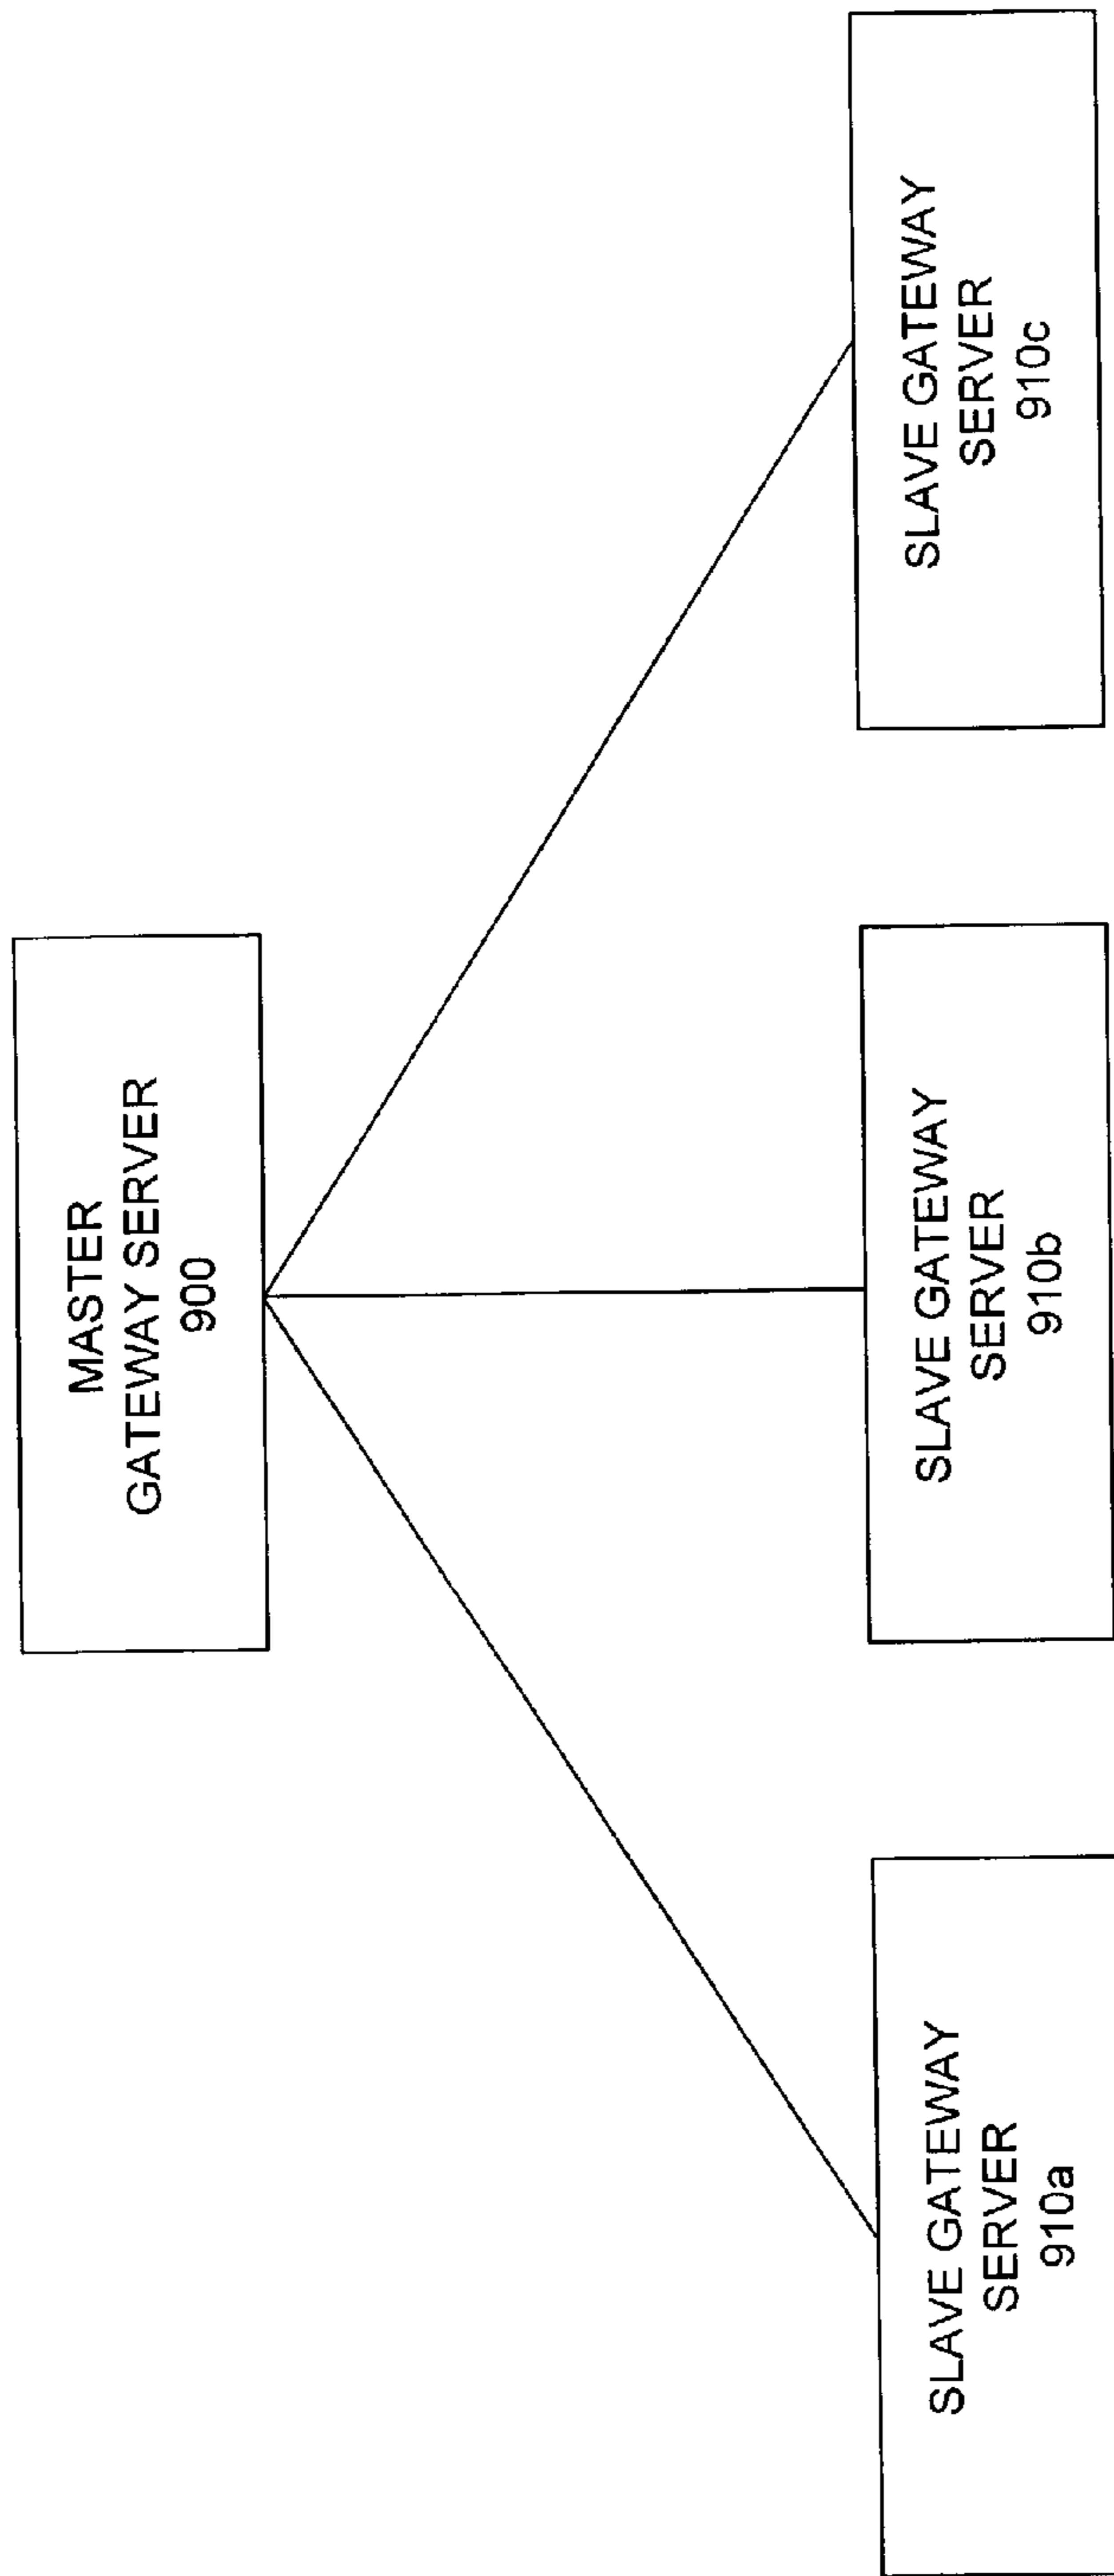 MASTER
GATEWAY SERVER
900
SLAVE GATEWAY
SERVER
910a
SLAVE GATEWAY
SERVER
910b
SLAVE GATEWAY
SERVER
910c